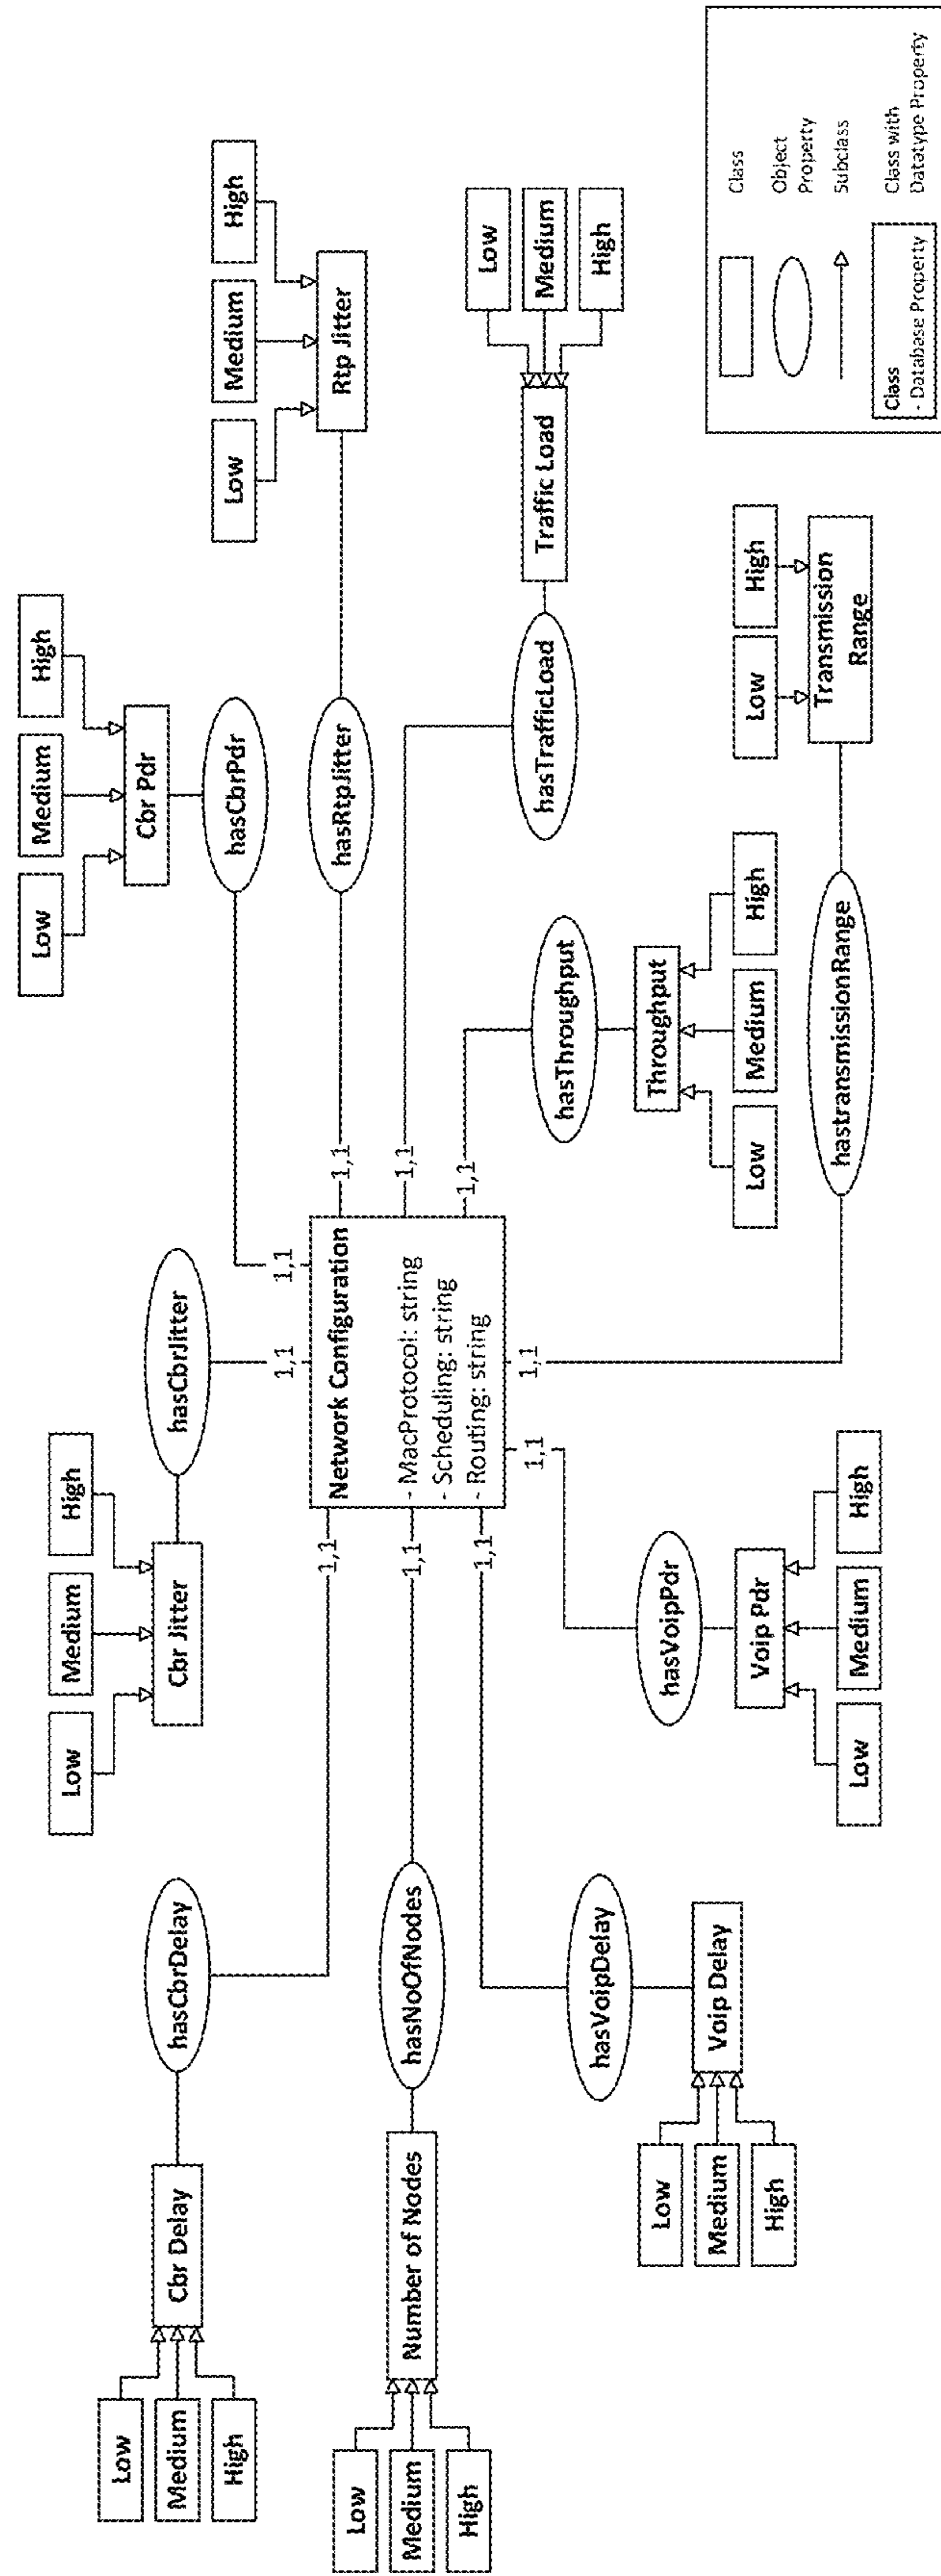 Low
Medium
High
Cbr Delay
hasCbrDelay
1,1
Low
Medium
High
Cbr Jitter
hasCbrJitter
1,1
Low
Medium
High
Cbr Pdr
hasCbrPdr
1,1
Low
Medium
High
Rtp Jitter
hasRtpJitter
1,1
Low
Medium
High
Number of Nodes
hasNoOfNodes
1,1
Network Configuration
- MacProtocol: string
- Scheduling: string
- Routing: string
1,1
hasTrafficLoad
Traffic Load
Low
Medium
High
1,1
hasVoipDelay
Voip Delay
Low
Medium
High
1,1
hasVoipPdr
Voip Pdr
Low
Medium
High
1,1
hasThroughput
Throughput
Low
Medium
High
1,1
hastransmissionRange
Low
High
Transmission
Range
Class
Object
Property
Subclass
Class
- Database Property
Class with
Datatype Property